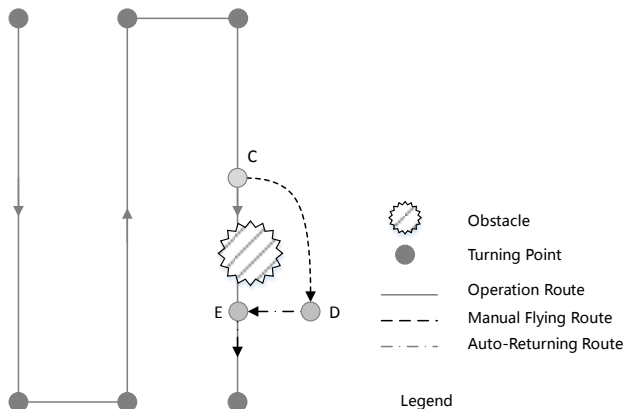 C
E
D
Obstacle
Turning Point
Operation Route
Manual Flying Route
Auto-Returning Route
Legend